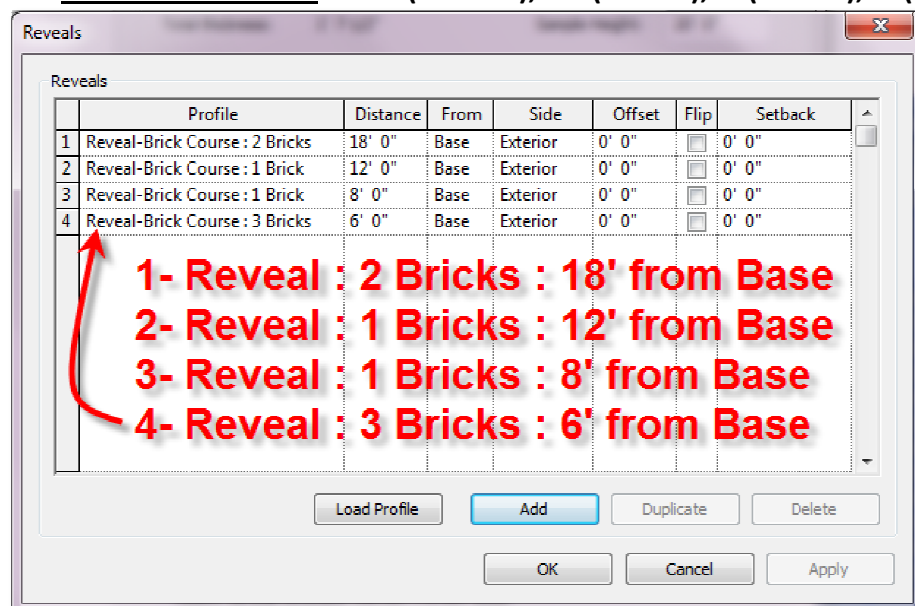 Reveals
Reveals
Profile Distance From Side Offset Flip Setback
1 Reveal-Brick Course : 2 Bricks 18' 0" Base Exterior 0' 0" 0' 0"
2 Reveal-Brick Course : 1 Brick 12' 0" Base Exterior 0' 0" 0' 0"
3 Reveal-Brick Course : 1 Brick 8' 0" Base Exterior 0' 0" 0' 0"
4 Reveal-Brick Course : 3 Bricks 6' 0" Base Exterior 0' 0" 0' 0"
1- Reveal : 2 Bricks : 18' from Base
2- Reveal : 1 Bricks : 12' from Base
3- Reveal : 1 Bricks : 8' from Base
4- Reveal : 3 Bricks : 6' from Base
Load Profile Add Duplicate Delete
OK Cancel Apply